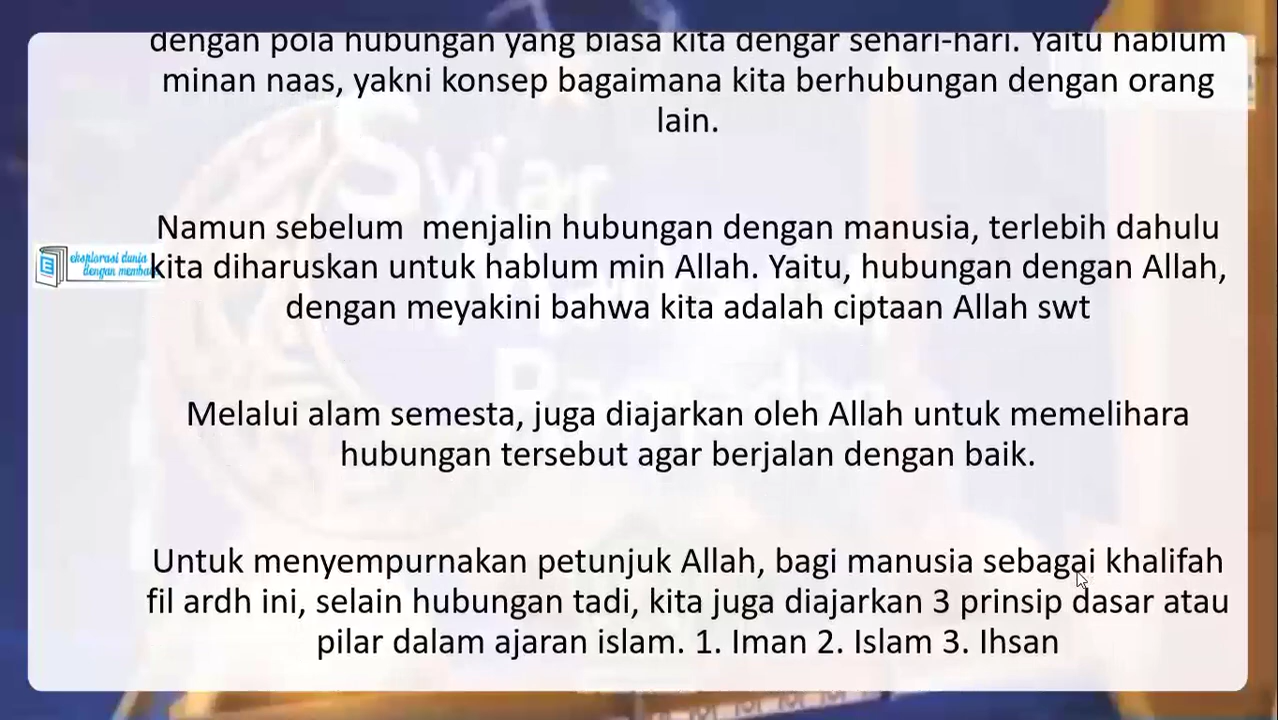 dengan pola hubungan yang biasa kita dengar sehari-hari. Yaitu hablum
minan naas, yakni konsep bagaimana kita berhubungan dengan orang
lain.
Namun sebelum  menjalin hubungan dengan manusia, terlebih dahulu
kita diharuskan untuk hablum min Allah. Yaitu, hubungan dengan Allah,
dengan meyakini bahwa kita adalah ciptaan Allah swt
Melalui alam semesta, juga diajarkan oleh Allah untuk memelihara
hubungan tersebut agar berjalan dengan baik.
Untuk menyempurnakan petunjuk Allah, bagi manusia sebagai khalifah
fil ardh ini, selain hubungan tadi, kita juga diajarkan 3 prinsip dasar atau
pilar dalam ajaran islam. 1. Iman 2. Islam 3. Ihsan
E
eksplorasi dunia
dengan
Syiar